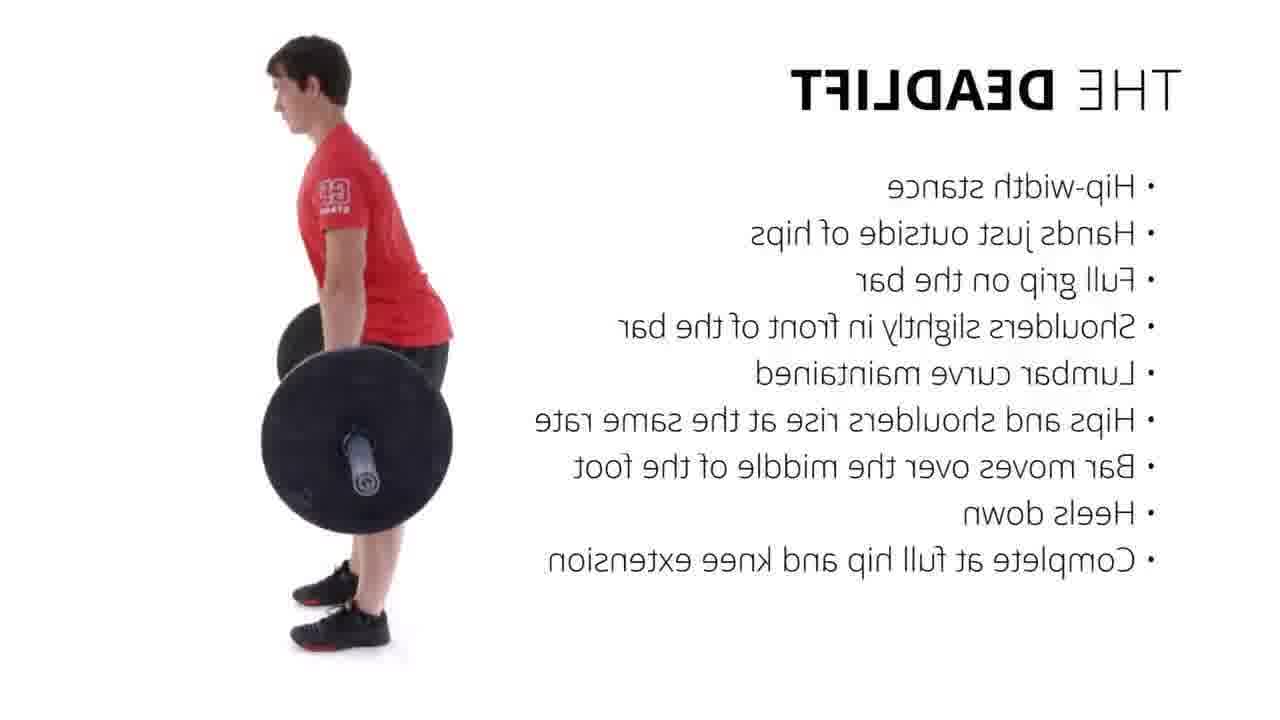 THE DEADLIFT
• Hip-width stance
• Hands just outside of hips
• Full grip on the bar
• Shoulders slightly in front of the bar
• Lumbar curve maintained
• Hips and shoulders rise at the same rate
• Bar moves over the middle of the foot
• Heels down
• Complete at full hip and knee extension